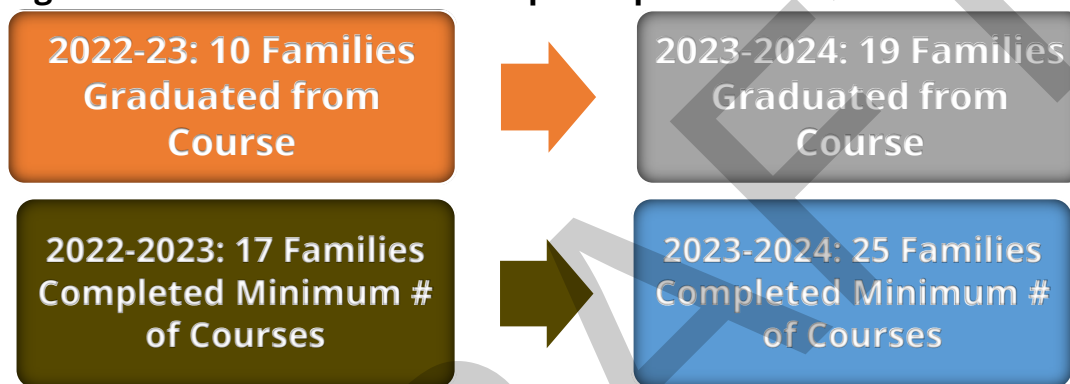 2022-23: 10 Families
Graduated from
Course
2023-2024: 19 Families
Graduated from
Course
2022-2023: 17 Families
Completed Minimum #
of Courses
2023-2024: 25 Families
Completed Minimum #
of Courses